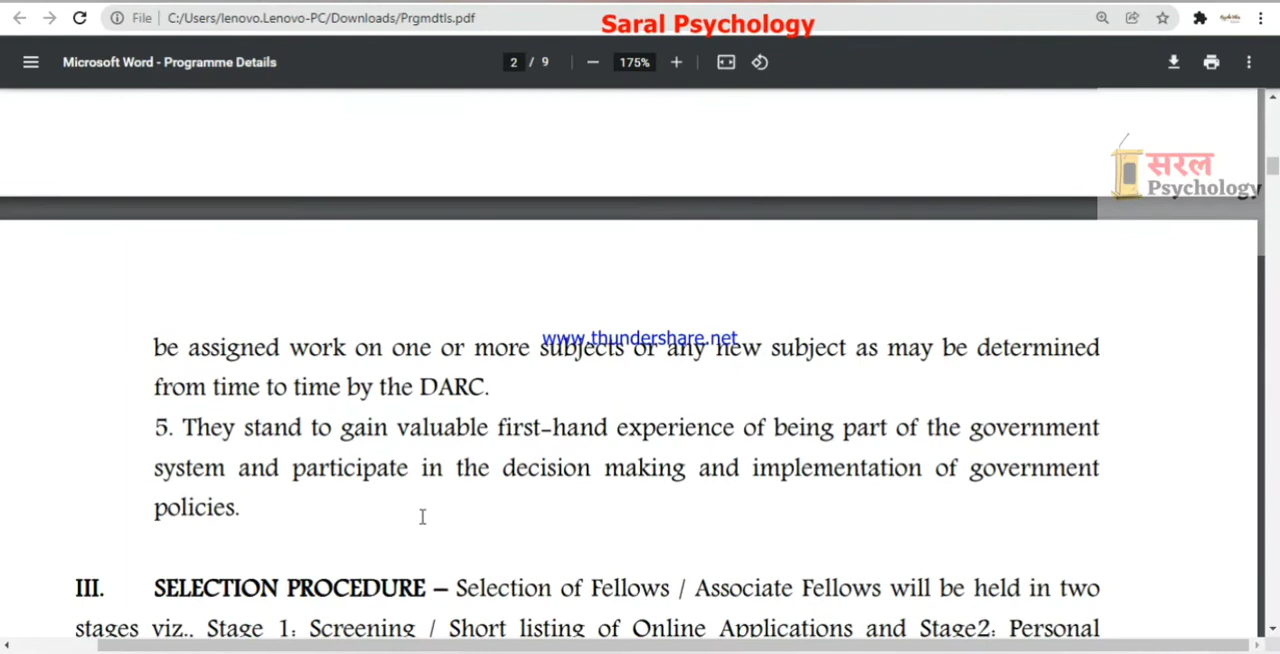 File
C:/Users/lenovo.Lenovo-PC/Downloads/Prgmdtls.pdf
Saral Psychology
Microsoft Word - Programme Details
2 / 9
175%
सरल
Psychology
www.thundershare.net
be assigned work on one or more subjects or any new subject as may be determined
from time to time by the DARC.
5. They stand to gain valuable first-hand experience of being part of the government
system and participate in the decision making and implementation of government
policies.
III. SELECTION PROCEDURE – Selection of Fellows / Associate Fellows will be held in two
stages viz., Stage 1: Screening / Short listing of Online Applications and Stage2: Personal